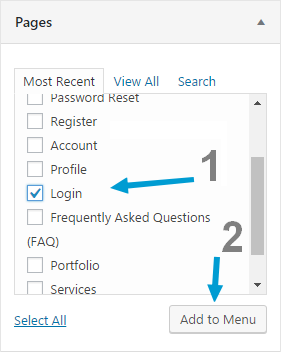 Pages
Most Recent View All Search
Password Reset
Register
Account
Profile
Login
Frequently Asked Questions
(FAQ)
Portfolio
Services
Select All Add to Menu
1
2